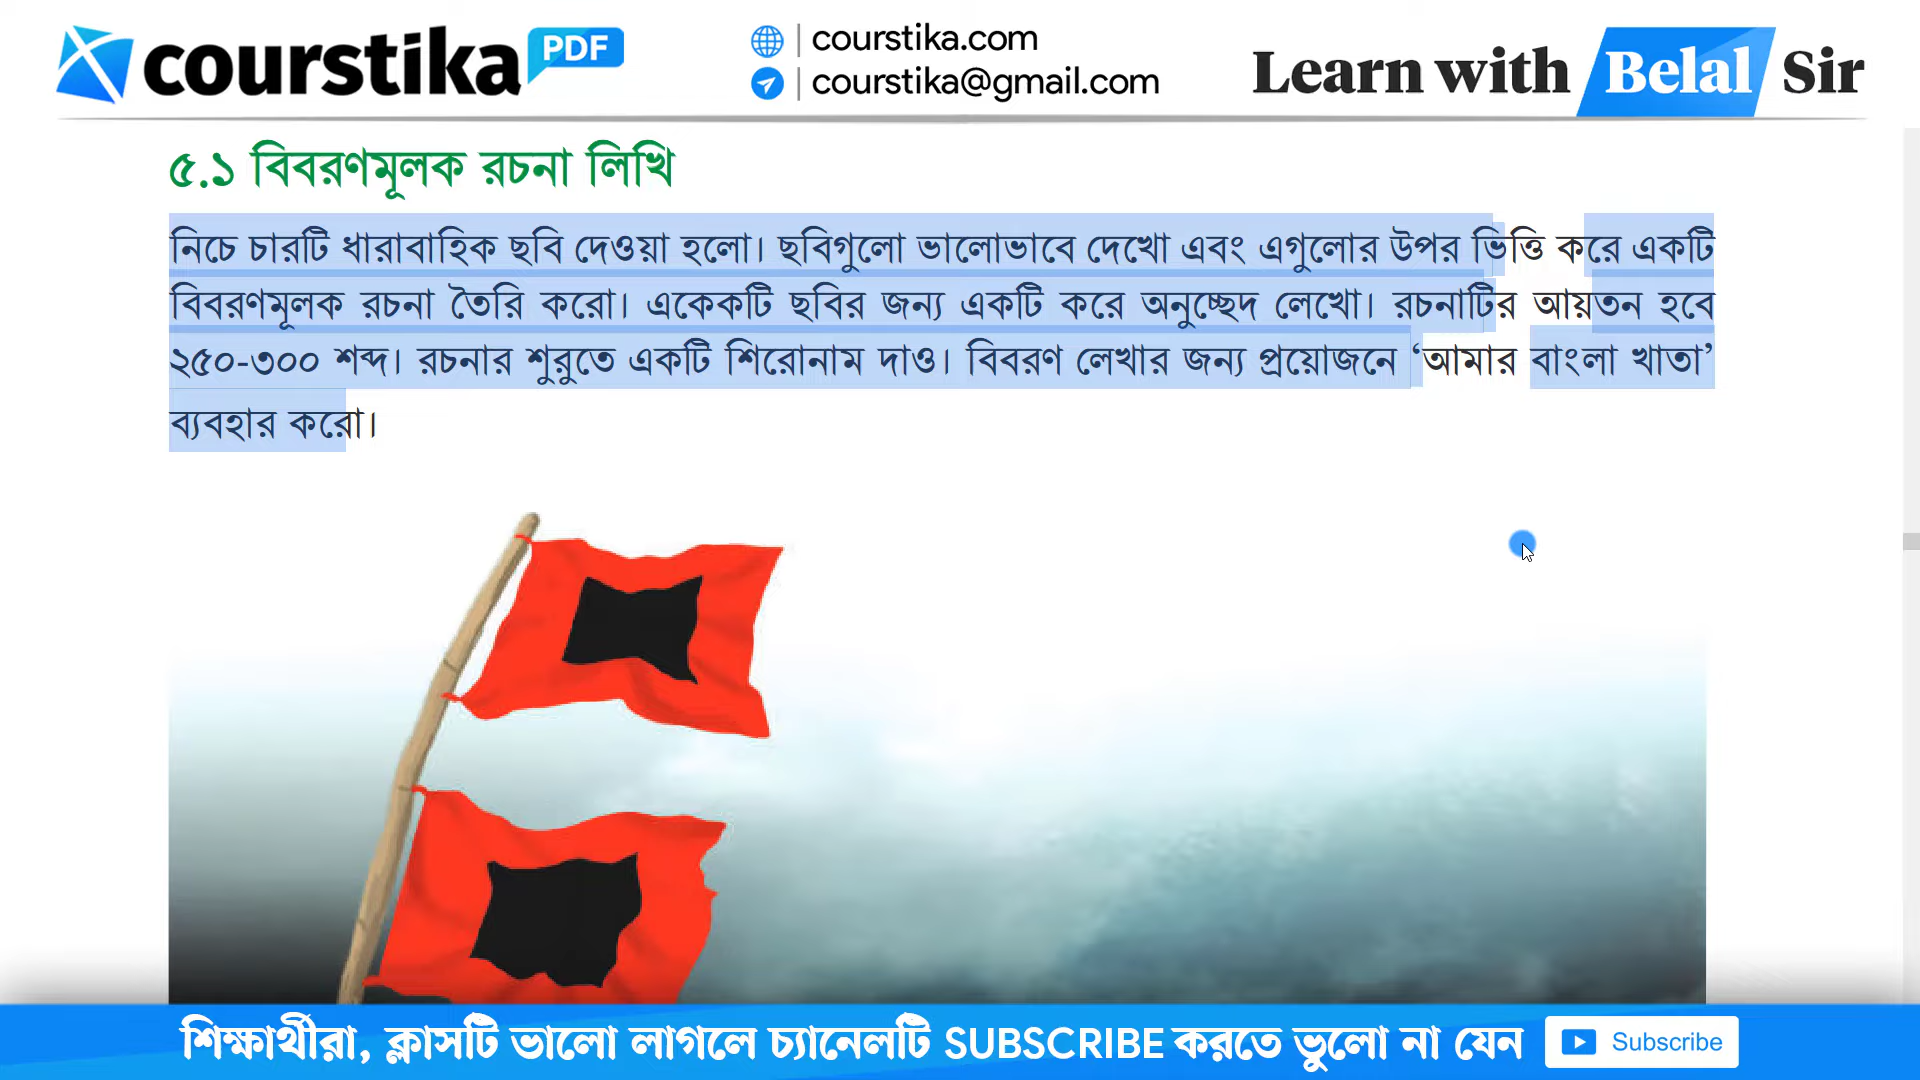 courstika PDF
courstika.com
courstika@gmail.com
Learn with Belal Sir
৫.১ বিবরণমূলক রচনা লিখি
নিচে চারটি ধারাবাহিক ছবি দেওয়া হলো। ছবিগুলো ভালোভাবে দেখো এবং এগুলোর উপর ভিত্তি করে একটি
বিবরণমূলক রচনা তৈরি করো। একেকটি ছবির জন্য একটি করে অনুচ্ছেদ লেখো। রচনাটির আয়তন হবে
২৫০-৩০০ শব্দ। রচনার শুরুতে একটি শিরোনাম দাও। বিবরণ লেখার জন্য প্রয়োজনে ‘আমার বাংলা খাতা’
ব্যবহার করো।
শিক্ষার্থীরা, ক্লাসটি ভালো লাগলে চ্যানেলটি SUBSCRIBE করতে ভুলো না যেন
Subscribe